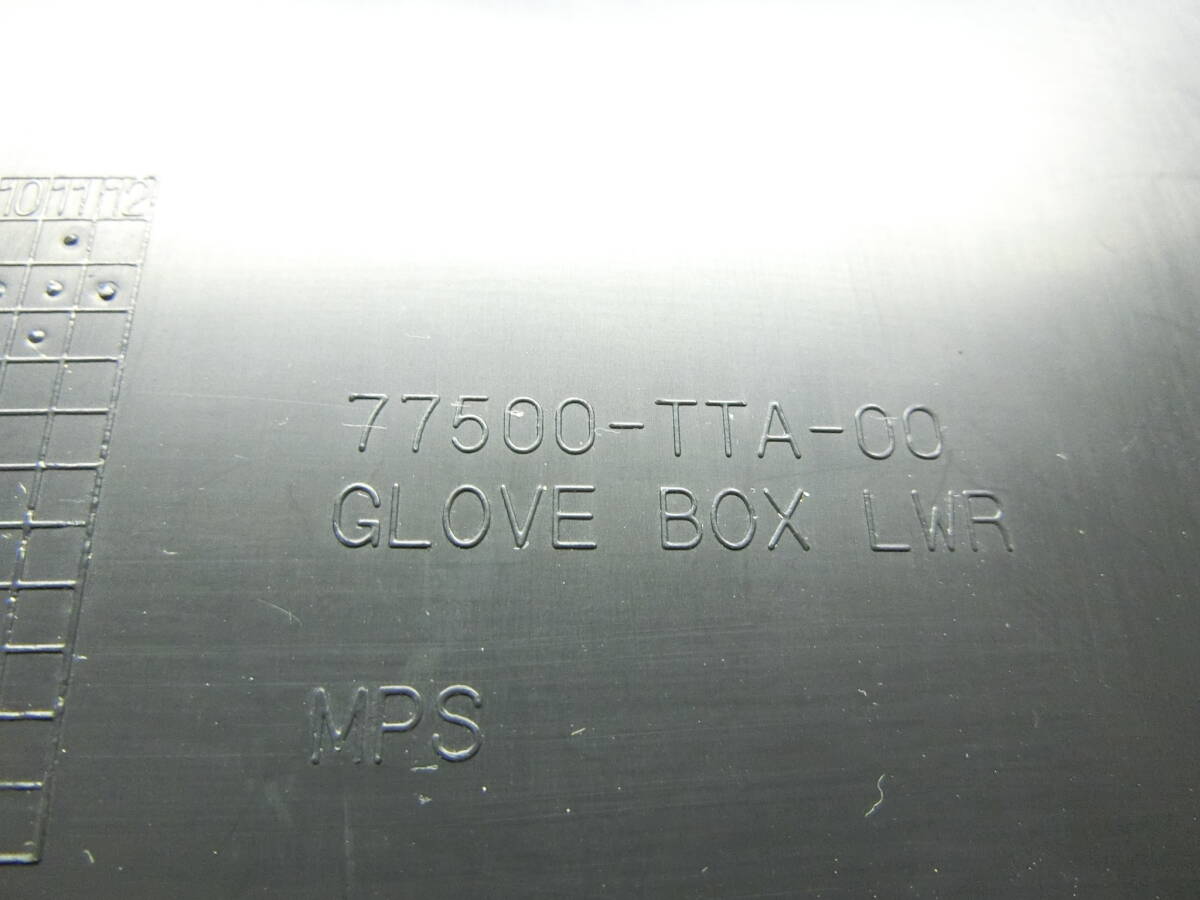 10 11 12
77500-TTA-00
GLOVE BOX LWR
MPS